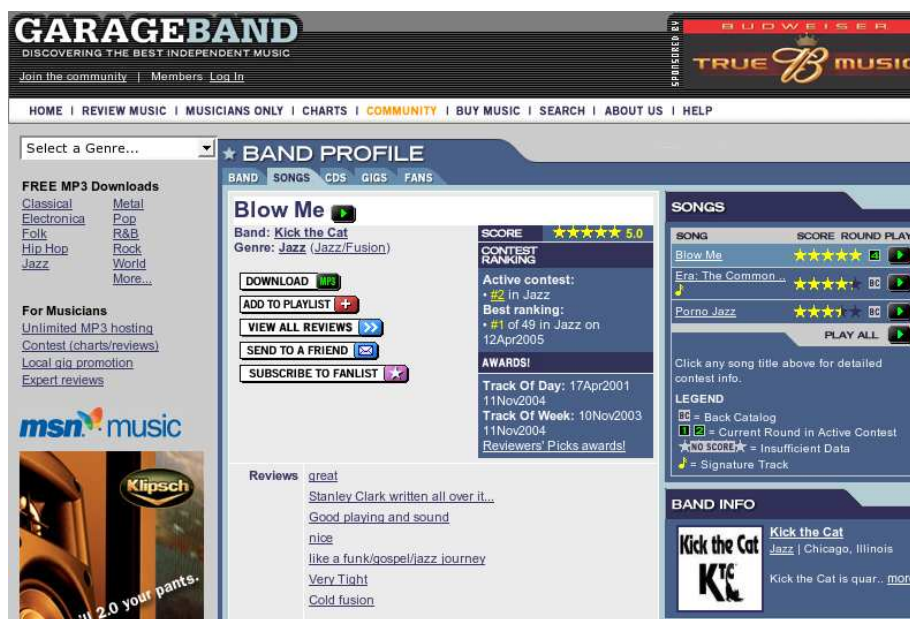 GARAGEBAND
DISCOVERING THE BEST INDEPENDENT MUSIC
Join the community | Members Log In
SPONSORED BY
BUDWEISER
TRUE B MUSIC
HOME | REVIEW MUSIC | MUSICIANS ONLY | CHARTS | COMMUNITY | BUY MUSIC | SEARCH | ABOUT US | HELP
Select a Genre...
FREE MP3 Downloads
Classical Metal
Electronica Pop
Folk R&B
Hip Hop Rock
Jazz World
More...
For Musicians
Unlimited MP3 hosting
Contest (charts/reviews)
Local gig promotion
Expert reviews
msn music
Klipsch
2.0 your pants.
BAND PROFILE
BAND SONGS CDS GIGS FANS
Blow Me
Band: Kick the Cat
Genre: Jazz (Jazz/Fusion)
DOWNLOAD MP3
ADD TO PLAYLIST
VIEW ALL REVIEWS
SEND TO A FRIEND
SUBSCRIBE TO FANLIST
SCORE 5.0
CONTEST
RANKING
Active contest:
• #2 in Jazz
Best ranking:
• #1 of 49 in Jazz on
12Apr2005
AWARDS!
Track Of Day: 17Apr2001
11Nov2004
Track Of Week: 10Nov2003
11Nov2004
Reviewers' Picks awards!
Reviews great
Stanley Clark written all over it...
Good playing and sound
nice
like a funk/gospel/jazz journey
Very Tight
Cold fusion
SONGS
SONG SCORE ROUND PLAY
Blow Me 4
Era: The Common ... BC
Porno Jazz BC
PLAY ALL
Click any song title above for detailed
contest info.
LEGEND
BC = Back Catalog
1 2 = Current Round in Active Contest
NO SCORE = Insufficient Data
= Signature Track
BAND INFO
Kick the Cat
KTC
Kick the Cat
Jazz | Chicago, Illinois
Kick the Cat is quar.. more